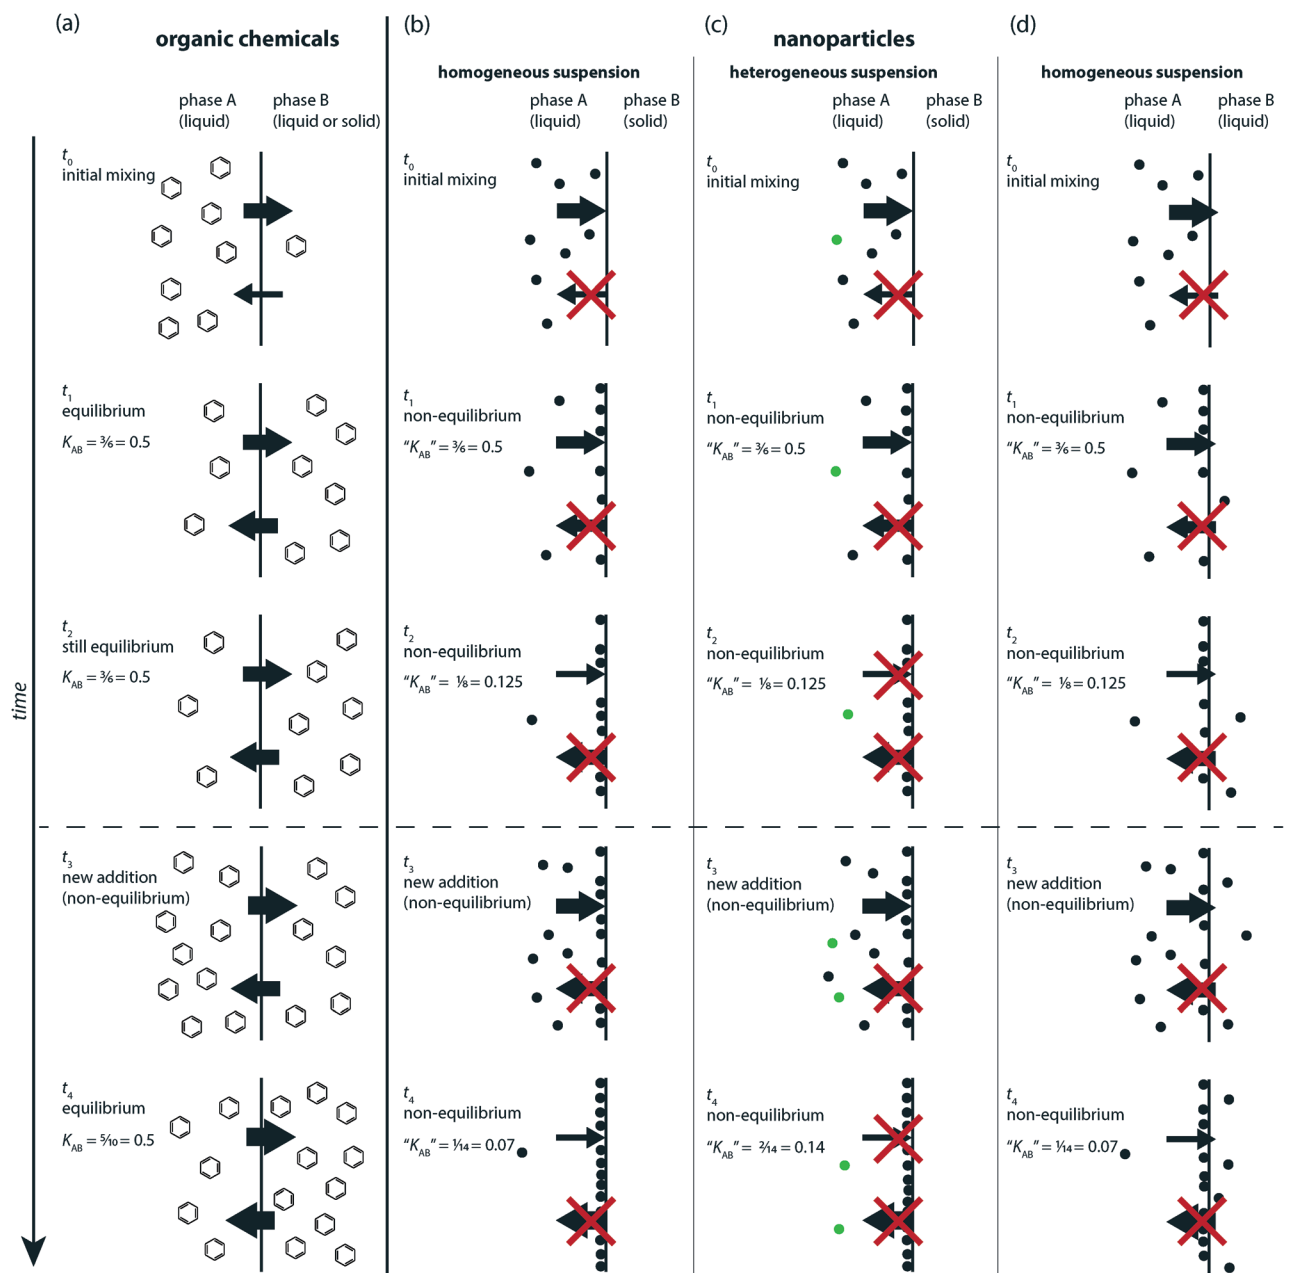 (a)
organic chemicals
phase A
(liquid)
phase B
(liquid or solid)
time
t0
initial mixing
t1
equilibrium
KAB = 3/6 = 0.5
t2
still equilibrium
KAB = 3/6 = 0.5
t3
new addition
(non-equilibrium)
t4
equilibrium
KAB = 5/10 = 0.5
nanoparticles
(b)
homogeneous suspension
phase A
(liquid)
phase B
(solid)
t0
initial mixing
t1
non-equilibrium
“KAB” = 3/6 = 0.5
t2
non-equilibrium
“KAB” = 1/8 = 0.125
t3
new addition
(non-equilibrium)
t4
non-equilibrium
“KAB” = 1/14 = 0.07
(c)
heterogeneous suspension
phase A
(liquid)
phase B
(solid)
t0
initial mixing
t1
non-equilibrium
“KAB” = 3/6 = 0.5
t2
non-equilibrium
“KAB” = 1/8 = 0.125
t3
new addition
(non-equilibrium)
t4
non-equilibrium
“KAB” = 2/14 = 0.14
(d)
homogeneous suspension
phase A
(liquid)
phase B
(liquid)
t0
initial mixing
t1
non-equilibrium
“KAB” = 3/6 = 0.5
t2
non-equilibrium
“KAB” = 1/8 = 0.125
t3
new addition
(non-equilibrium)
t4
non-equilibrium
“KAB” = 1/14 = 0.07